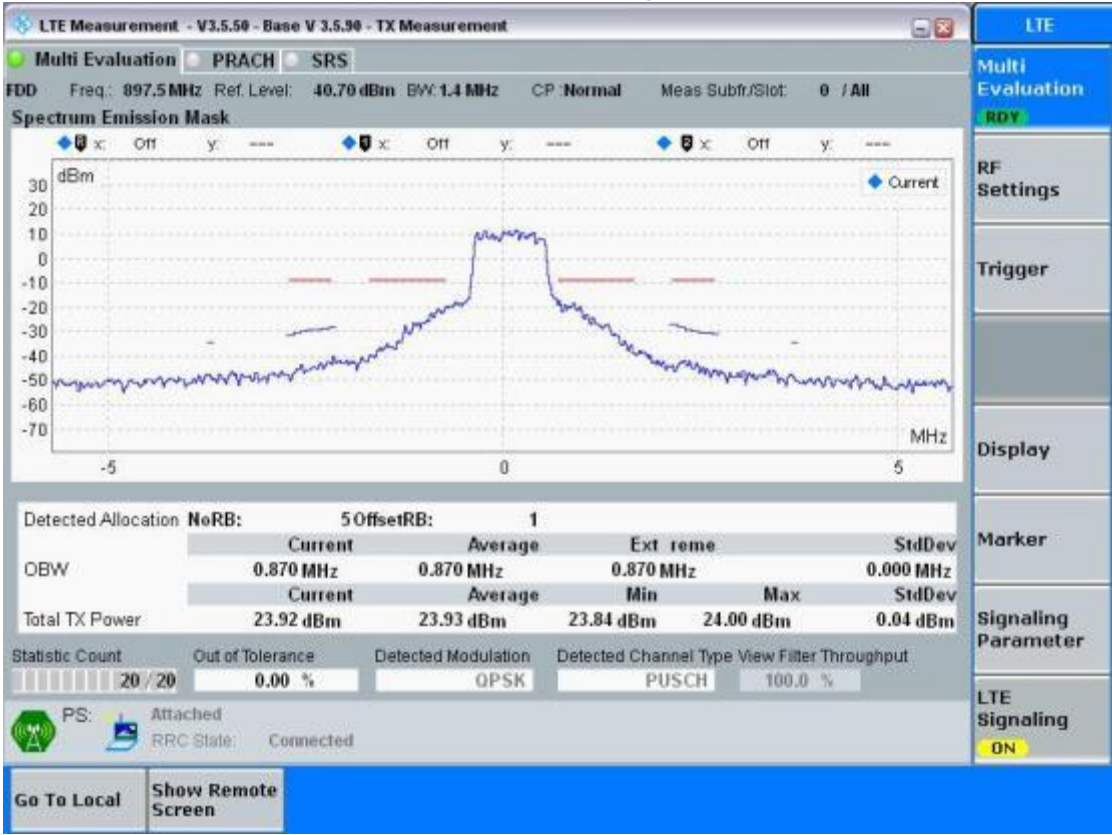 LTE Measurement - V3.5.50 - Base V 3.5.90 - TX Measurement
LTE
Multi Evaluation PRACH SRS
FDD Freq.: 897.5 MHz Ref. Level: 40.70 dBm BW: 1.4 MHz CP :Normal Meas Subfr./Slot: 0 / All
Spectrum Emission Mask
x: Off y: --- x: Off y: --- x: Off y: ---
dBm
Current
30
20
10
0
-10
-20
-30
-40
-50
-60
-70
MHz
-5 0 5
Detected Allocation NoRB: 5 OffsetRB: 1
Current Average Ext reme StdDev
OBW 0.870 MHz 0.870 MHz 0.870 MHz 0.000 MHz
Current Average Min Max StdDev
Total TX Power 23.92 dBm 23.93 dBm 23.84 dBm 24.00 dBm 0.04 dBm
Statistic Count Out of Tolerance Detected Modulation Detected Channel Type View Filter Throughput
20 / 20 0.00 % QPSK PUSCH 100.0 %
PS: Attached
RRC State: Connected
Multi
Evaluation
RDY
RF
Settings
Trigger
Display
Marker
Signaling
Parameter
LTE
Signaling
ON
Go To Local
Show Remote
Screen